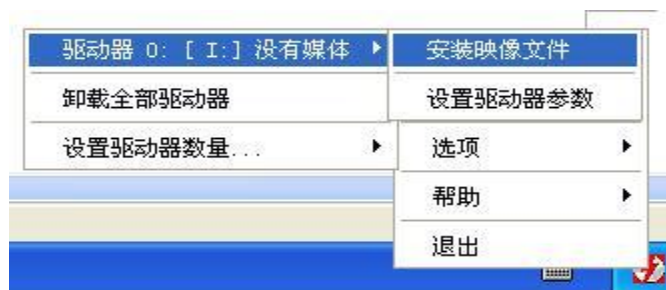 驱动器 0: [ I:] 没有媒体
卸载全部驱动器
设置驱动器数量...
安装映像文件
设置驱动器参数
选项
帮助
退出